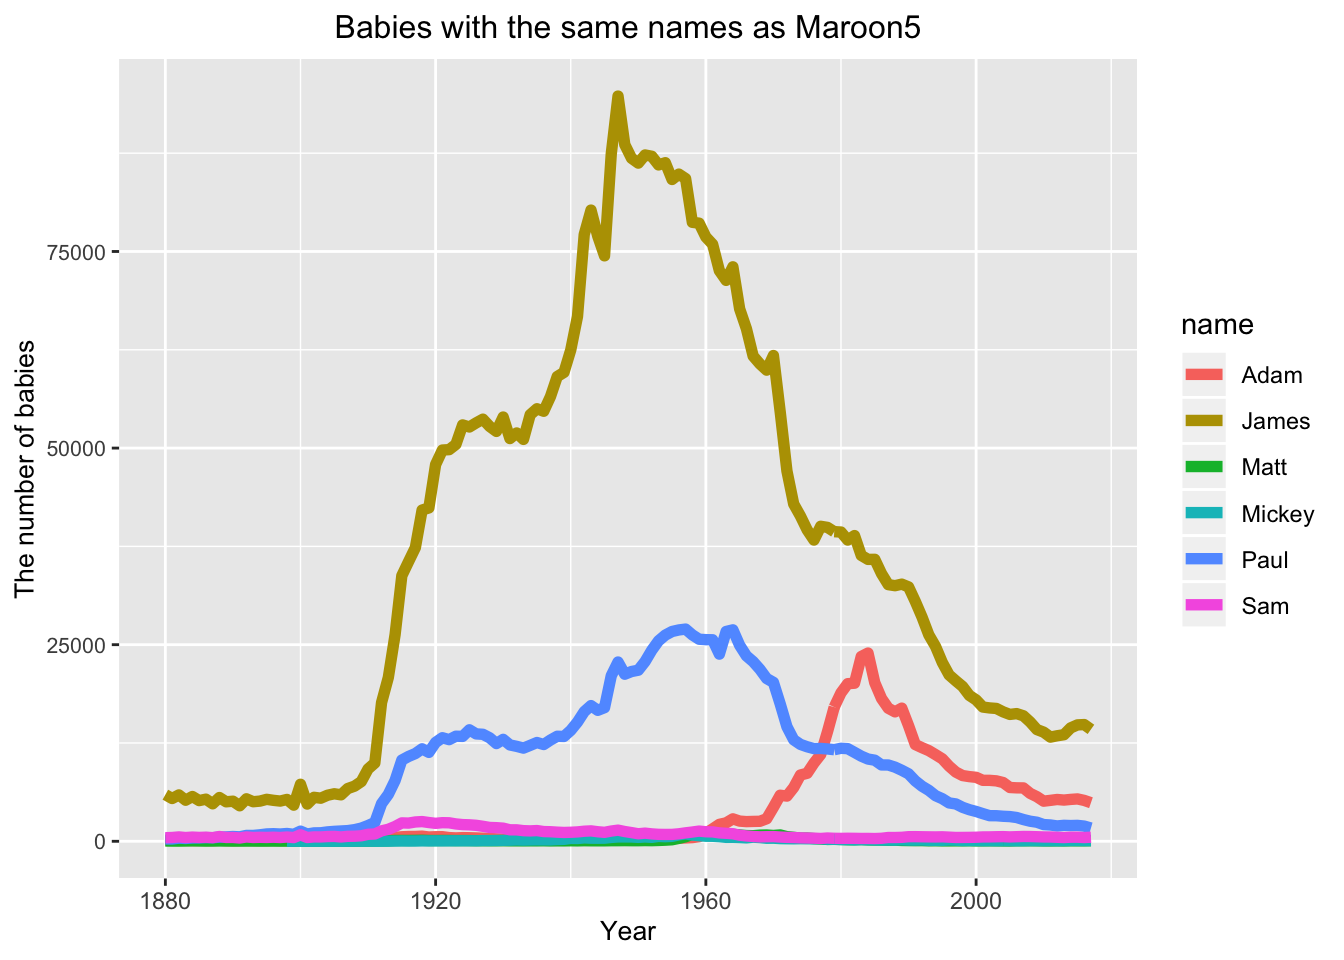 Babies with the same names as Maroon5
The number of babies
75000
50000
25000
0
1880
1920
1960
2000
Year
name
Adam
James
Matt
Mickey
Paul
Sam